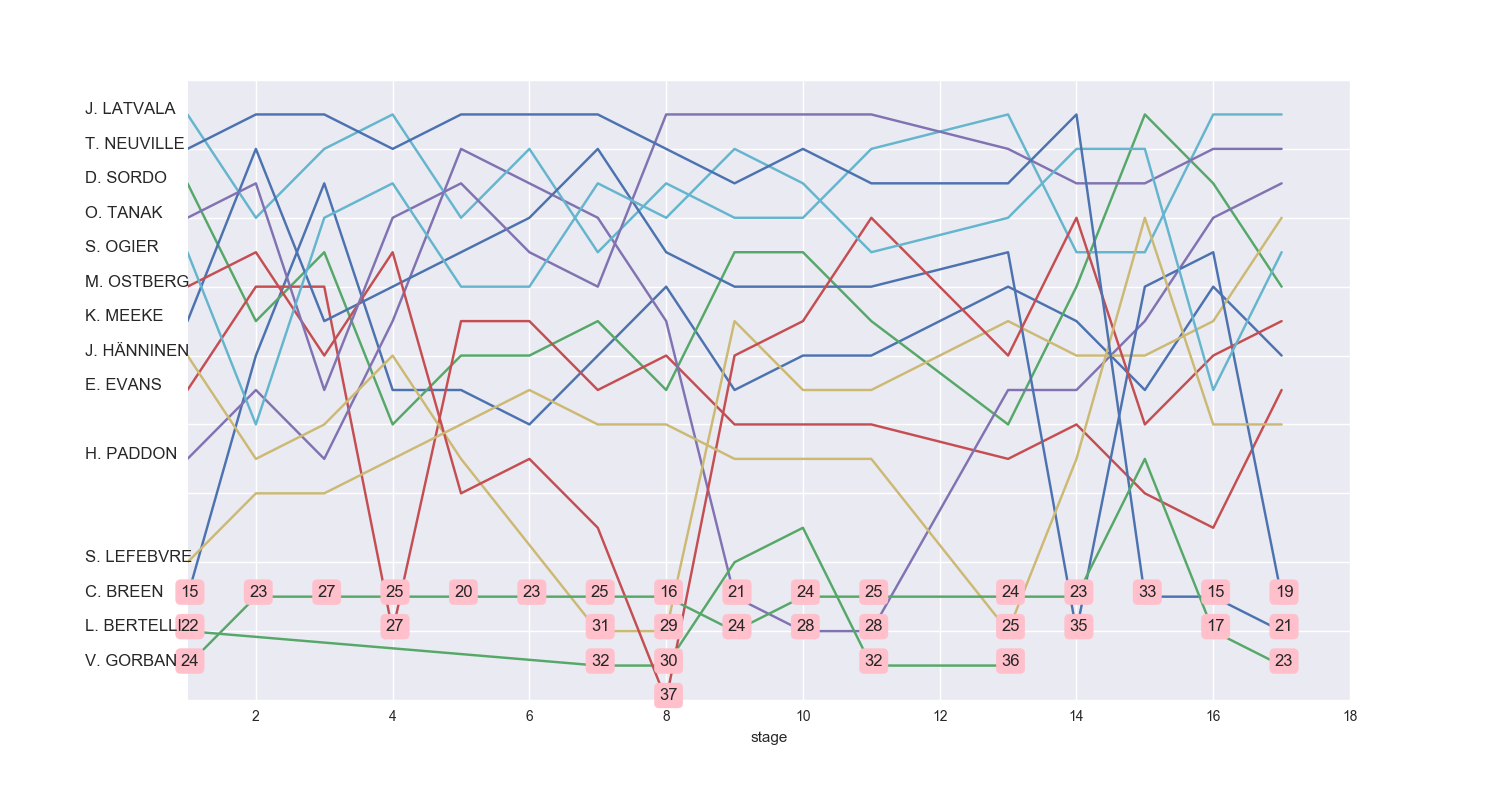 J. LATVALA
T. NEUVILLE
D. SORDO
O. TANAK
S. OGIER
M. OSTBERG
K. MEEKE
J. HÄNNINEN
E. EVANS
H. PADDON
S. LEFEBVRE
C. BREEN 15 23 27 25 20 23 25 16 21 24 25 24 23 33 15 19
L. BERTELLI 22 27 31 29 24 28 28 25 35 17 21
V. GORBAN 24 32 30 32 36 23
37
2 4 6 8 10 12 14 16 18
stage